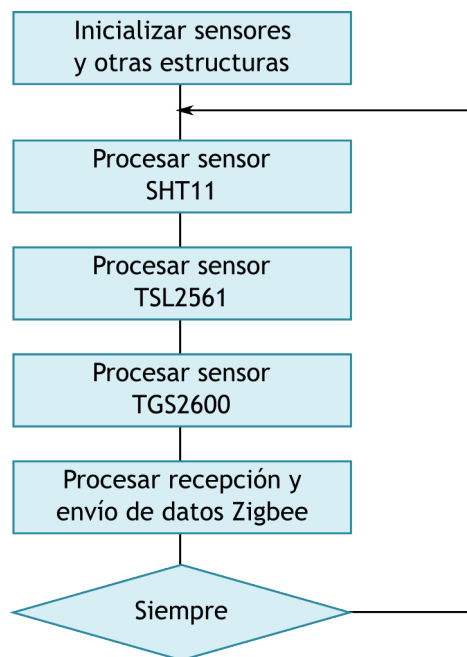 Inicializar sensores
y otras estructuras
Procesar sensor
SHT11
Procesar sensor
TSL2561
Procesar sensor
TGS2600
Procesar recepción y
envío de datos Zigbee
Siempre